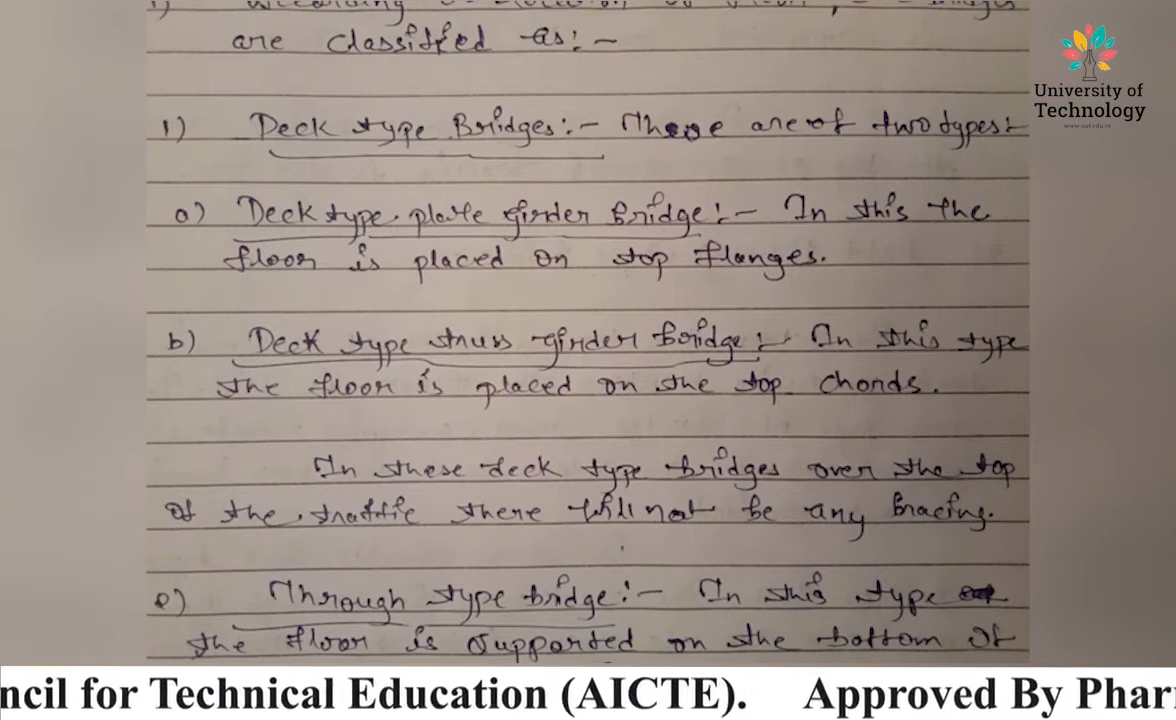 are classified as:-
1) Deck type Bridges:- These are of two types:
a) Deck type plate girder bridge:- In this the
floor is placed on top flanges.
b) Deck type truss girder bridge:- In this type
the floor is placed on the top chords.
In these deck type bridges over the top
of the traffic there will not be any bracing.
e) Through type bridge:- In this type
the floor is supported on the bottom of
University of
Technology
www.uot.edu.in
ncil for Technical Education (AICTE). Approved By Phar